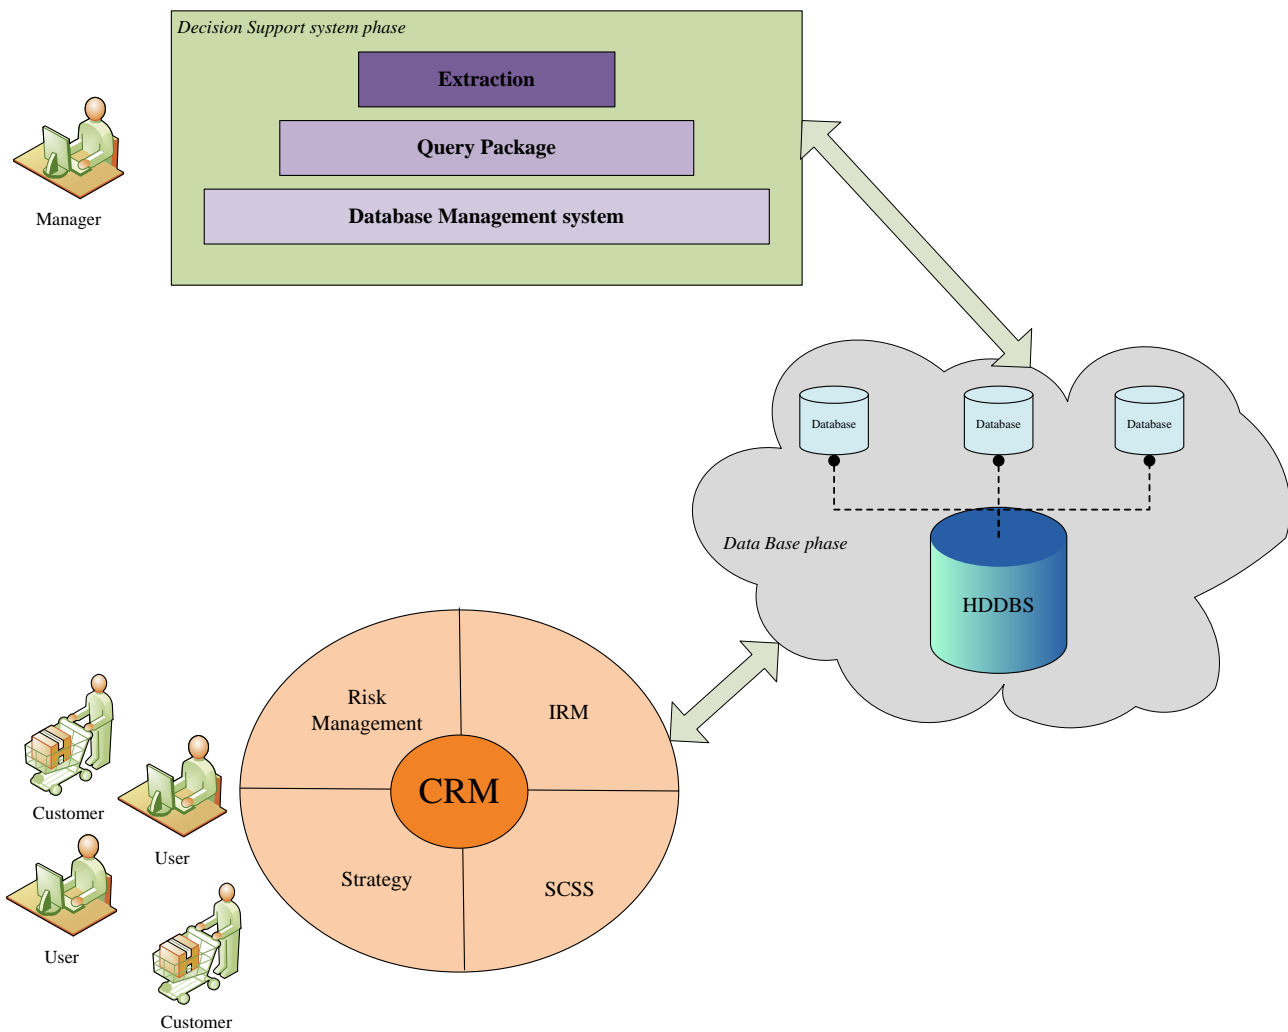 Decision Support system phase
Extraction
Query Package
Database Management system
Manager
Database
Database
Database
Data Base phase
HDDBS
Risk
Management
IRM
CRM
Strategy
SCSS
Customer
User
User
Customer